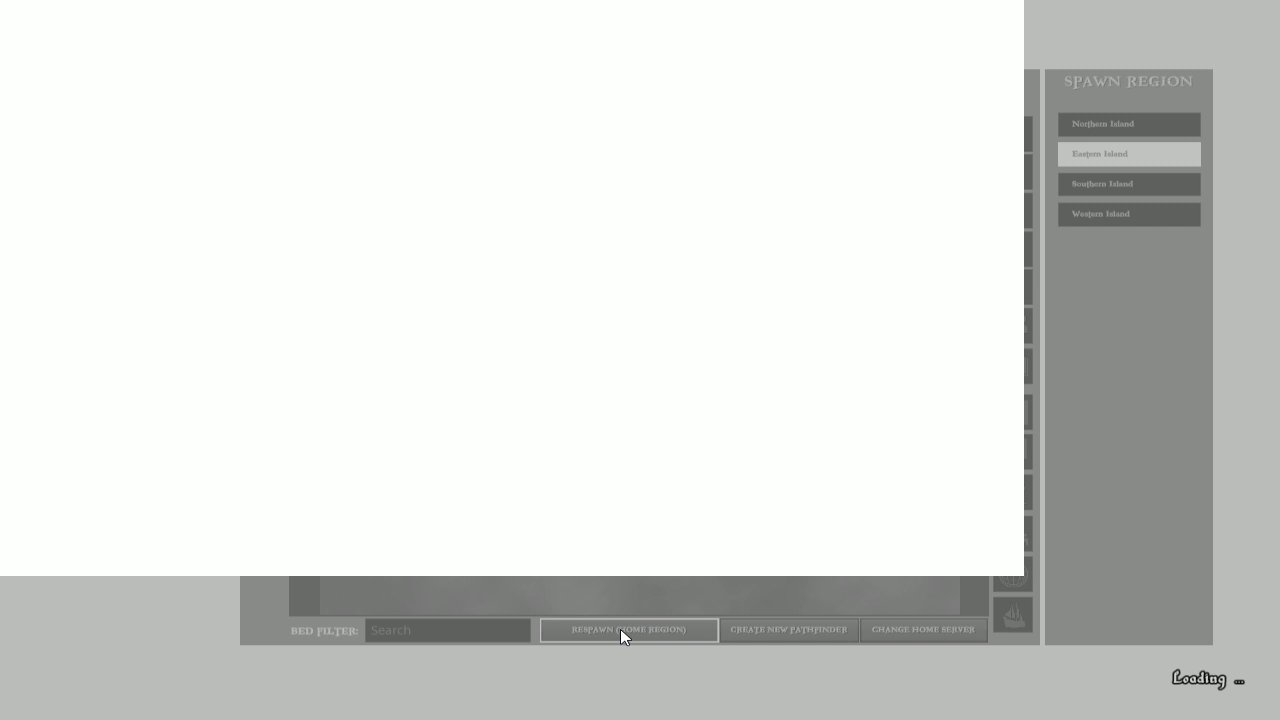 SPAWN REGION
Northern Island
Eastern Island
Southern Island
Western Island
BED FILTER:
Search
RESPAWN (HOME REGION)
CREATE NEW PATHFINDER
CHANGE HOME SERVER
Loading ...